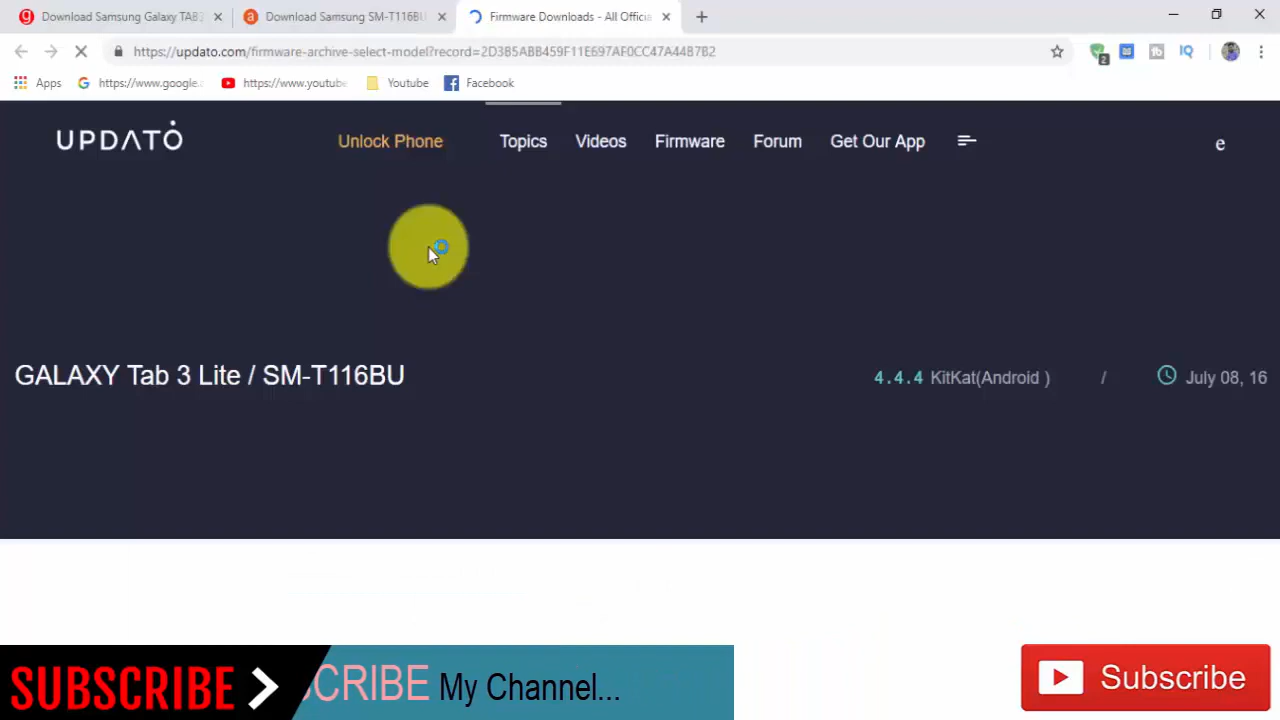 Download Samsung Galaxy TAB3
Download Samsung SM-T116BU
Firmware Downloads - All Officia
https://updato.com/firmware-archive-select-model?record=2D3B5ABB459F11E697AF0CC47A44B7B2
2
Apps
https://www.google.c
https://www.youtube
Youtube
Facebook
UPDATO
Unlock Phone
Topics
Videos
Firmware
Forum
Get Our App
e
GALAXY Tab 3 Lite / SM-T116BU
4.4.4 KitKat(Android ) / July 08, 16
SUBSCRIBE
SCRIBE My Channel...
Subscribe